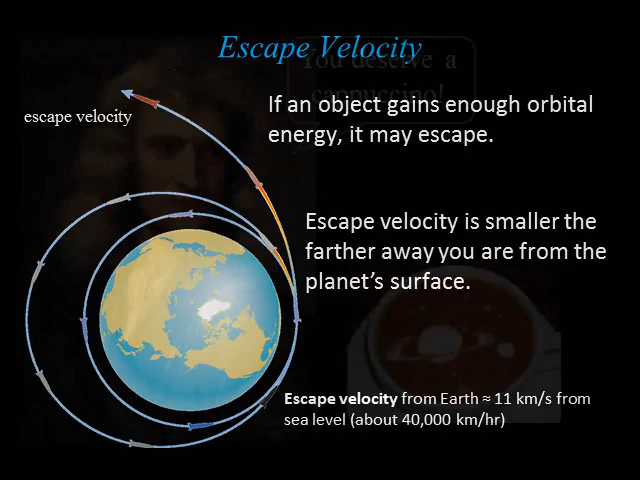 Escape Velocity
You deserve a
cappuccino!
If an object gains enough orbital
energy, it may escape.
escape velocity
Escape velocity is smaller the
farther away you are from the
planet's surface.
Escape velocity from Earth ≈ 11 km/s from
sea level (about 40,000 km/hr)